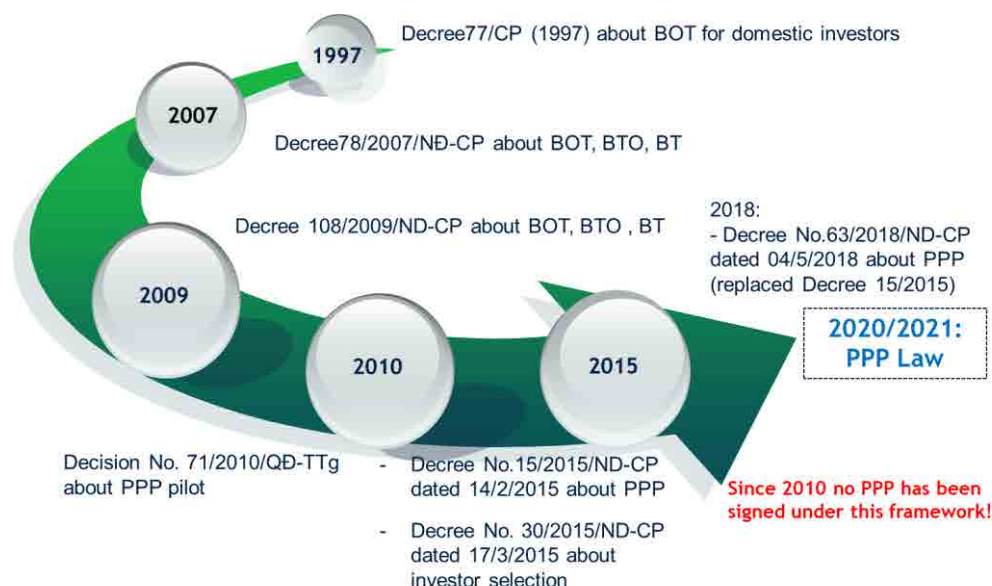 1997
Decree77/CP (1997) about BOT for domestic investors
2007
Decree78/2007/NĐ-CP about BOT, BTO, BT
Decree 108/2009/ND-CP about BOT, BTO , BT
2009
2010
2015
2018:
- Decree No.63/2018/ND-CP
dated 04/5/2018 about PPP
(replaced Decree 15/2015)
2020/2021:
PPP Law
Decision No. 71/2010/QĐ-TTg
about PPP pilot
- Decree No.15/2015/ND-CP
dated 14/2/2015 about PPP
- Decree No. 30/2015/ND-CP
dated 17/3/2015 about
investor selection
Since 2010 no PPP has been
signed under this framework!